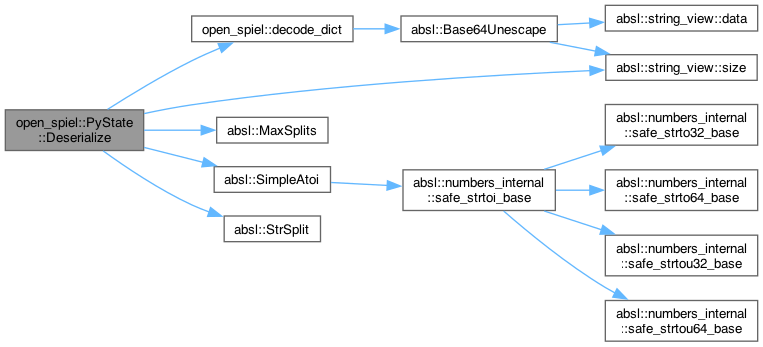 open_spiel::PyState
::Deserialize
open_spiel::decode_dict
absl::Base64Unescape
absl::string_view::data
absl::string_view::size
absl::MaxSplits
absl::SimpleAtoi
absl::numbers_internal
::safe_strtoi_base
absl::numbers_internal
::safe_strto32_base
absl::numbers_internal
::safe_strto64_base
absl::numbers_internal
::safe_strtou32_base
absl::numbers_internal
::safe_strtou64_base
absl::StrSplit